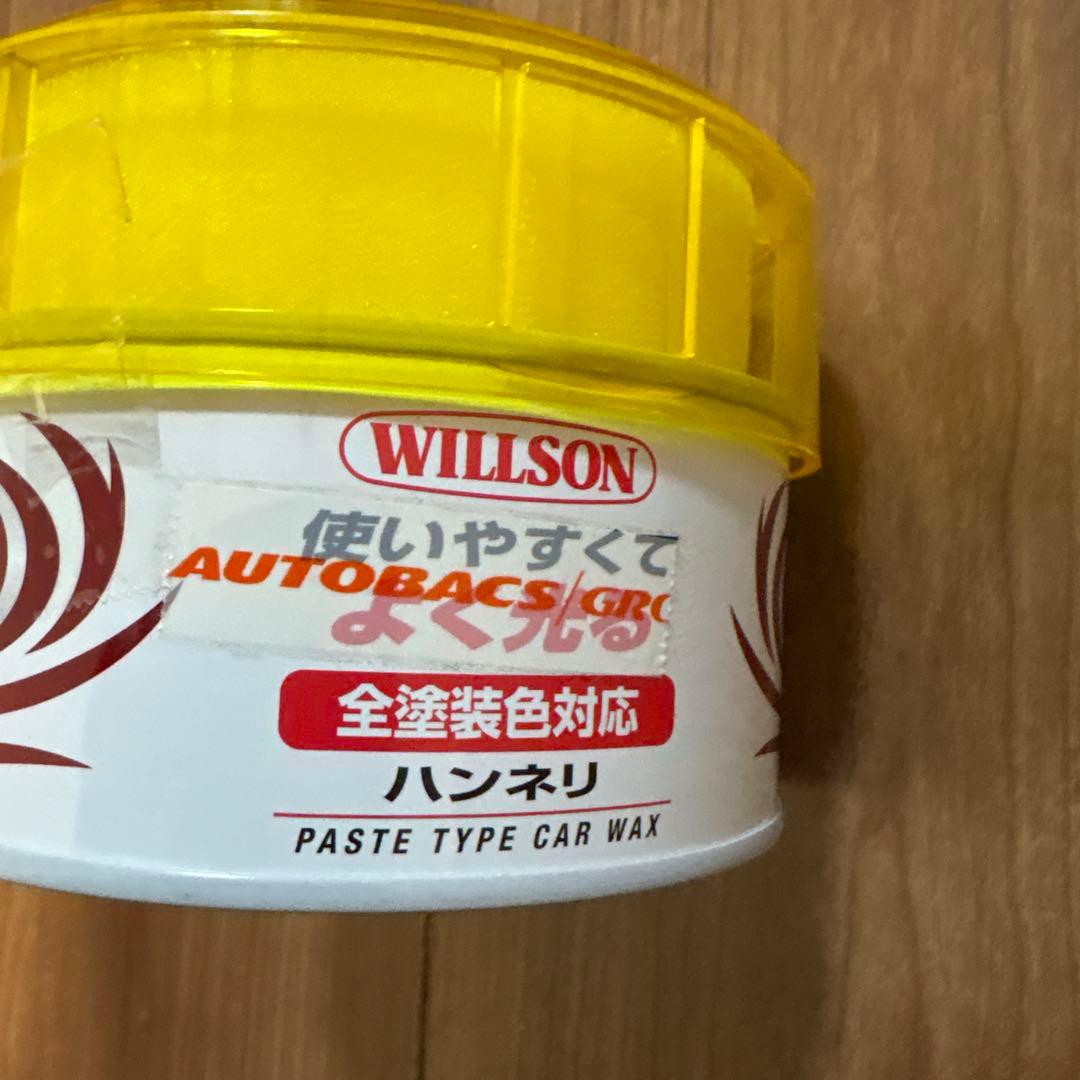 WILLSON
使いやすくて
AUTOBACS/GRO
よく光る
全塗装色対応
ハンネリ
PASTE TYPE CAR WAX